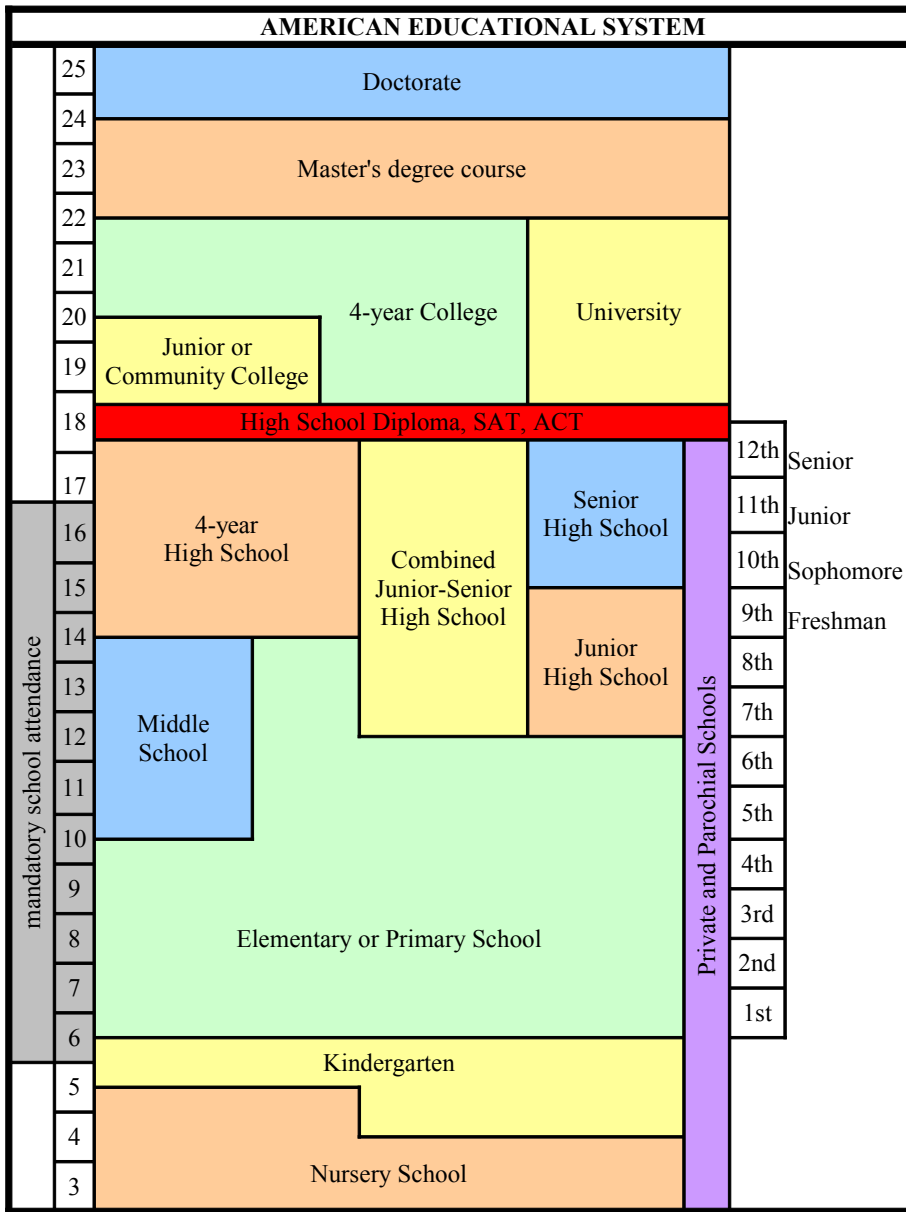 AMERICAN EDUCATIONAL SYSTEM
25
Doctorate
24
23
Master's degree course
22
21
20
4-year College
University
19
Junior or
Community College
18
High School Diploma, SAT, ACT
12th
Senior
17
11th
Junior
16
4-year
High School
Senior
High School
10th
Sophomore
15
Combined
Junior-Senior
High School
9th
Freshman
14
Junior
High School
8th
13
7th
12
Middle
School
6th
11
5th
10
4th
9
3rd
8
Elementary or Primary School
2nd
7
1st
6
Kindergarten
5
4
3
Nursery School
mandatory school attendance
Private and Parochial Schools